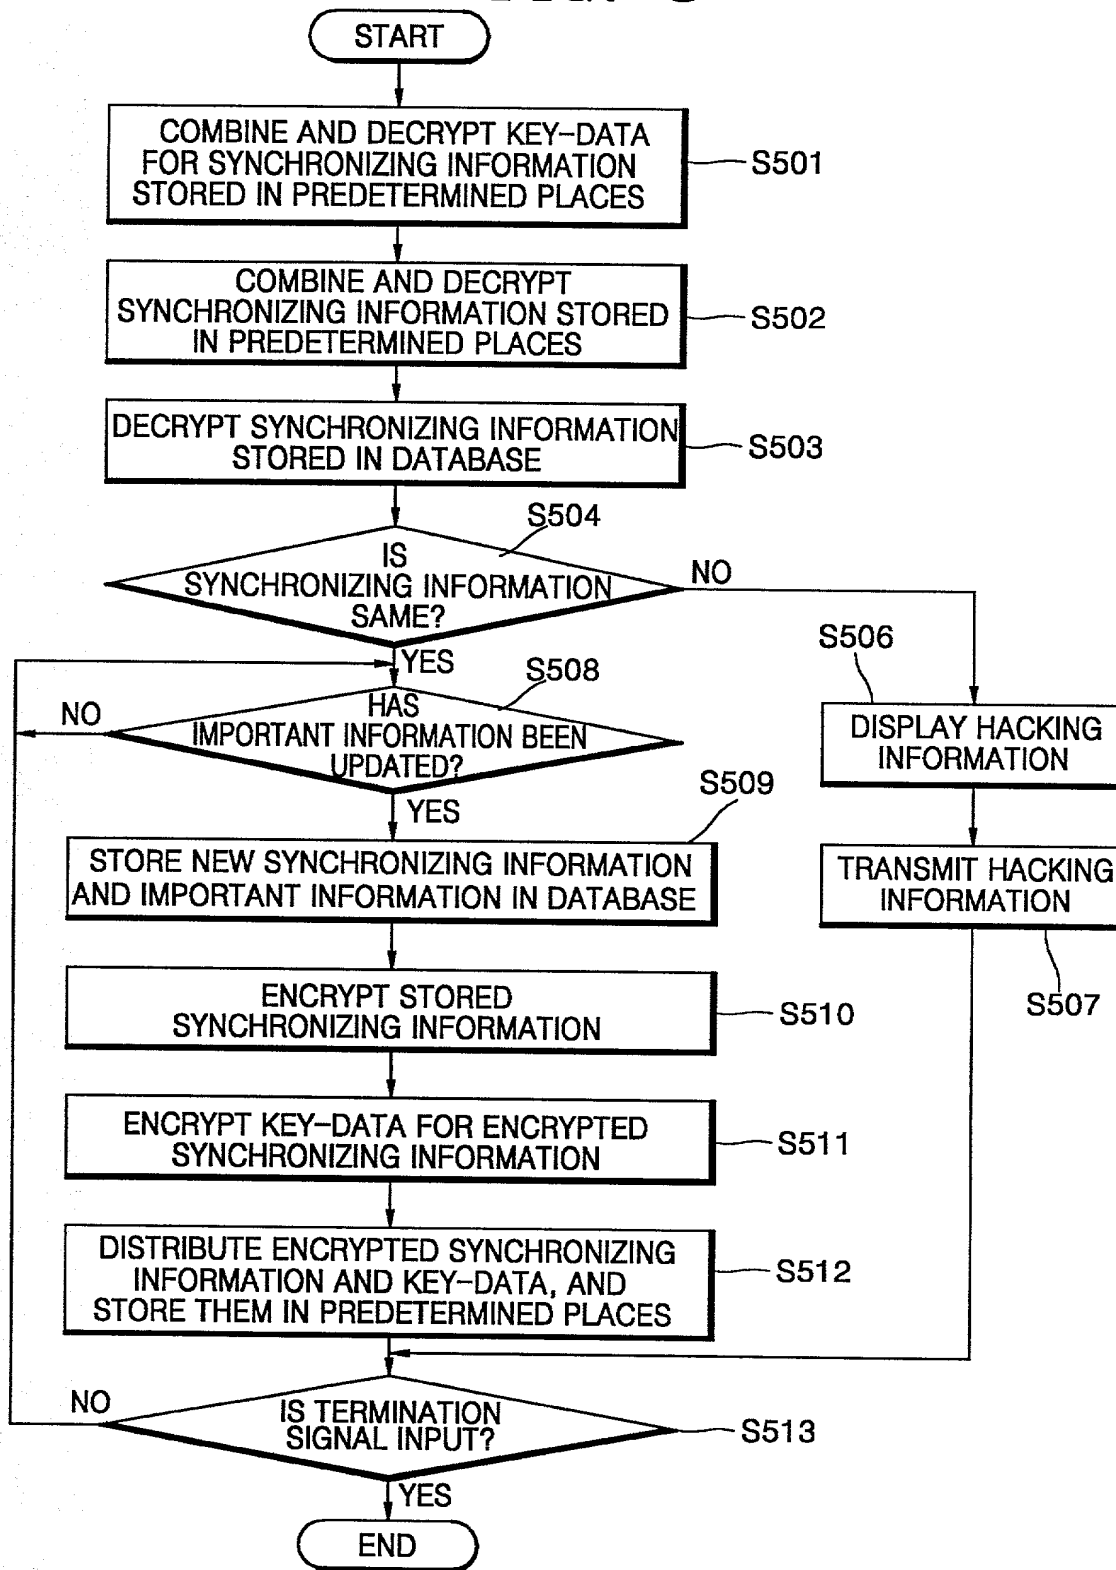 START
COMBINE AND DECRYPT KEY-DATA
FOR SYNCHRONIZING INFORMATION
STORED IN PREDETERMINED PLACES
S501
COMBINE AND DECRYPT
SYNCHRONIZING INFORMATION STORED
IN PREDETERMINED PLACES
S502
DECRYPT SYNCHRONIZING INFORMATION
STORED IN DATABASE
S503
S504
IS
SYNCHRONIZING INFORMATION
SAME?
NO
YES
S506
DISPLAY HACKING
INFORMATION
TRANSMIT HACKING
INFORMATION
S507
S508
HAS
IMPORTANT INFORMATION BEEN
UPDATED?
NO
YES
S509
STORE NEW SYNCHRONIZING INFORMATION
AND IMPORTANT INFORMATION IN DATABASE
ENCRYPT STORED
SYNCHRONIZING INFORMATION
S510
ENCRYPT KEY-DATA FOR ENCRYPTED
SYNCHRONIZING INFORMATION
S511
DISTRIBUTE ENCRYPTED SYNCHRONIZING
INFORMATION AND KEY-DATA, AND
STORE THEM IN PREDETERMINED PLACES
S512
NO
IS TERMINATION
SIGNAL INPUT?
S513
YES
END